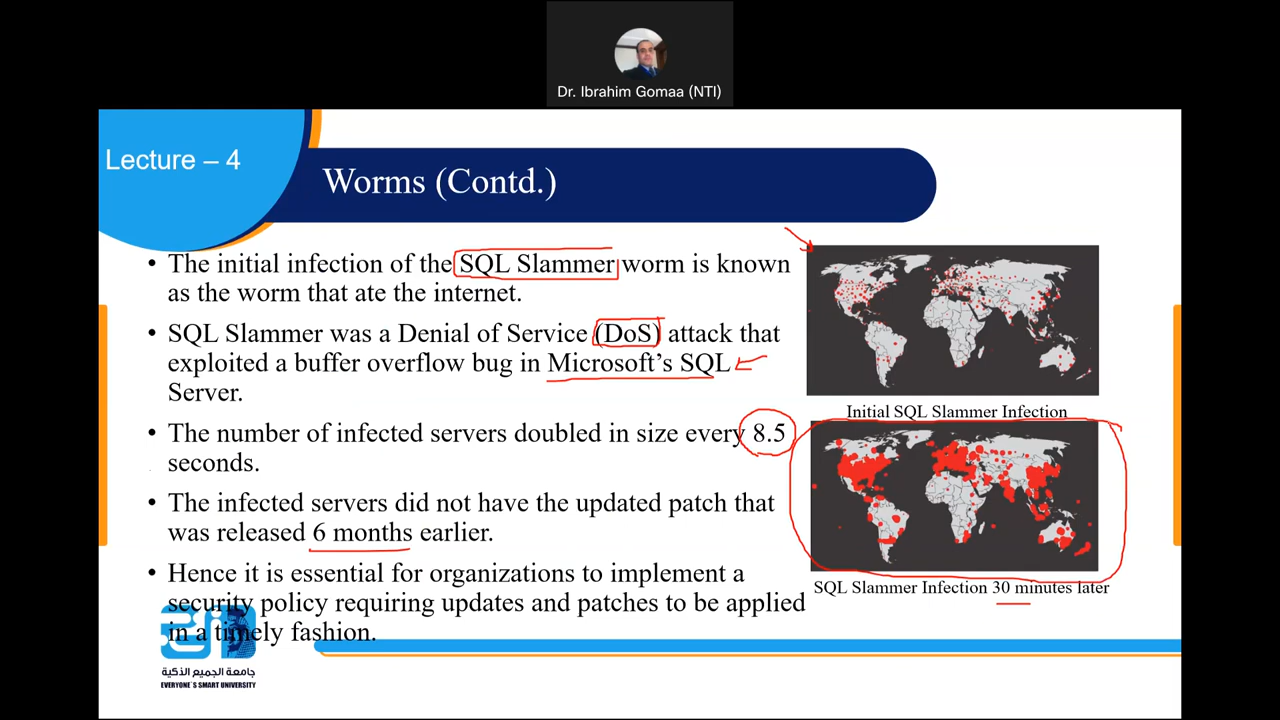 Dr. Ibrahim Gomaa (NTI)
Lecture – 4
Worms (Contd.)
• The initial infection of the SQL Slammer worm is known
as the worm that ate the internet.
• SQL Slammer was a Denial of Service (DoS) attack that
exploited a buffer overflow bug in Microsoft’s SQL
Server.
• The number of infected servers doubled in size every 8.5
seconds.
• The infected servers did not have the updated patch that
was released 6 months earlier.
• Hence it is essential for organizations to implement a
security policy requiring updates and patches to be applied
in a timely fashion.
Initial SQL Slammer Infection
SQL Slammer Infection 30 minutes later
جامعة الجميع الذكية
EVERYONE'S SMART UNIVERSITY